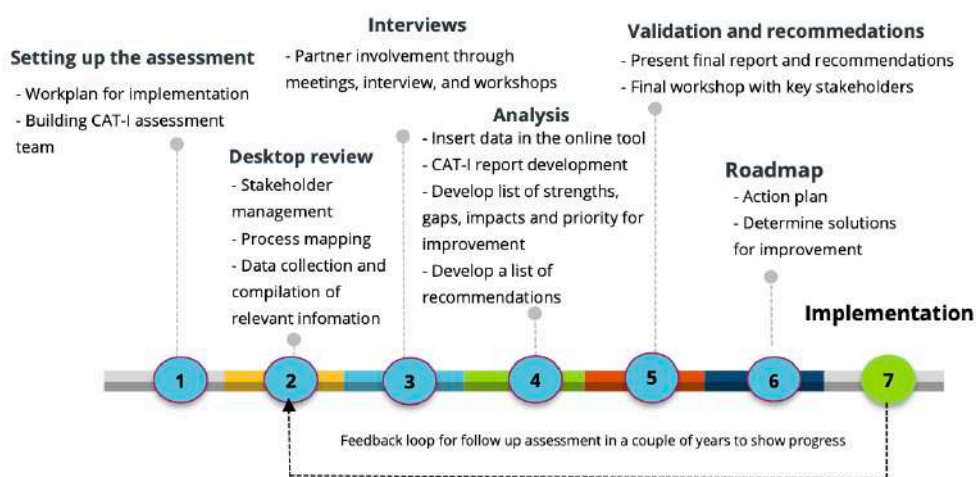 Setting up the assessment
- Workplan for implementation
- Building CAT-I assessment
team
Desktop review
- Stakeholder
management
- Process mapping
- Data collection and
compilation of
relevant infomation
Interviews
- Partner involvement through
meetings, interview, and workshops
Analysis
- Insert data in the online tool
- CAT-I report development
- Develop list of strengths,
gaps, impacts and priority for
improvement
- Develop a list of
recommendations
Validation and recommedations
- Present final report and recommendations
- Final workshop with key stakeholders
Roadmap
- Action plan
- Determine solutions
for improvement
Implementation
1
2
3
4
5
6
7
Feedback loop for follow up assessment in a couple of years to show progress